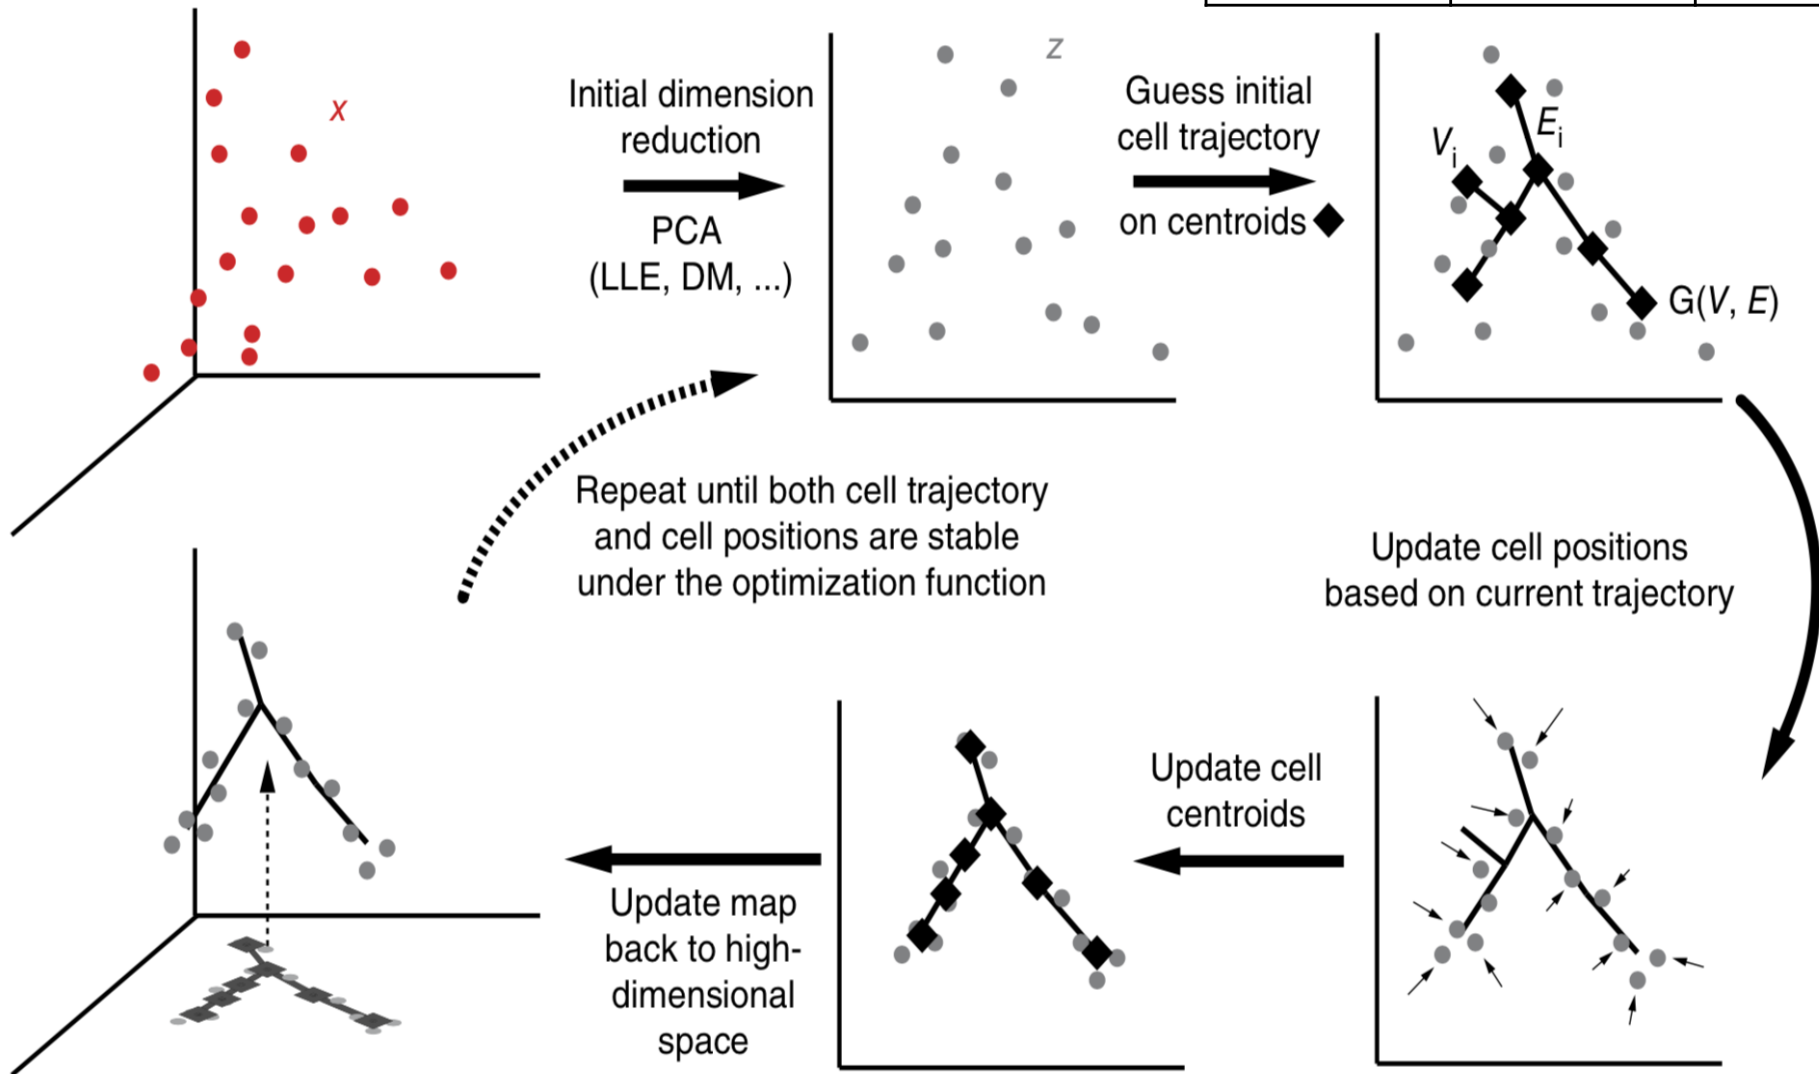 x
Initial dimension
reduction
PCA
(LLE, DM, ...)
z
Guess initial
cell trajectory
on centroids
Vi
Ei
G(V, E)
Repeat until both cell trajectory
and cell positions are stable
under the optimization function
Update cell positions
based on current trajectory
Update cell
centroids
Update map
back to high-
dimensional
space